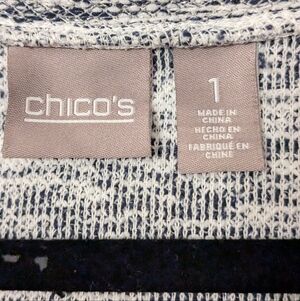 chico's
1
MADE IN
CHINA
HECHO EN
CHINA
FABRIQUÉ EN
CHINE